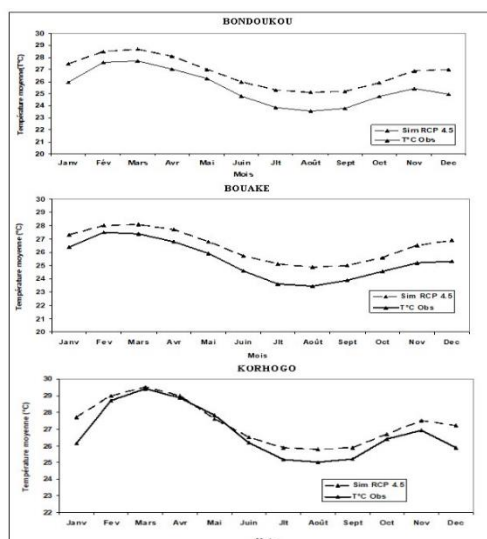 BONDOUKOU
Température moyenne(T°C)
30
29
28
27
26
25
24
23
22
21
20
Sim RCP 4.5
T°C Obs
Janv Fév Mars Avr Mai Juin Jlt Août Sept Oct Nov Dec
Mois
BOUAKE
Température moyenne (°C)
30
29
28
27
26
25
24
23
22
21
20
Sim RCP 4.5
T°C Obs
Janv Fév Mars Avr Mai Juin Jlt Août Sept Oct Nov Dec
Mois
KORHOGO
Température moyenne (°C)
30
29
28
27
26
25
24
23
22
Sim RCP 4.5
T°C Obs
Janv Fev Mars Avr Mai Juin Jlt Août Sept Oct Nov Dec